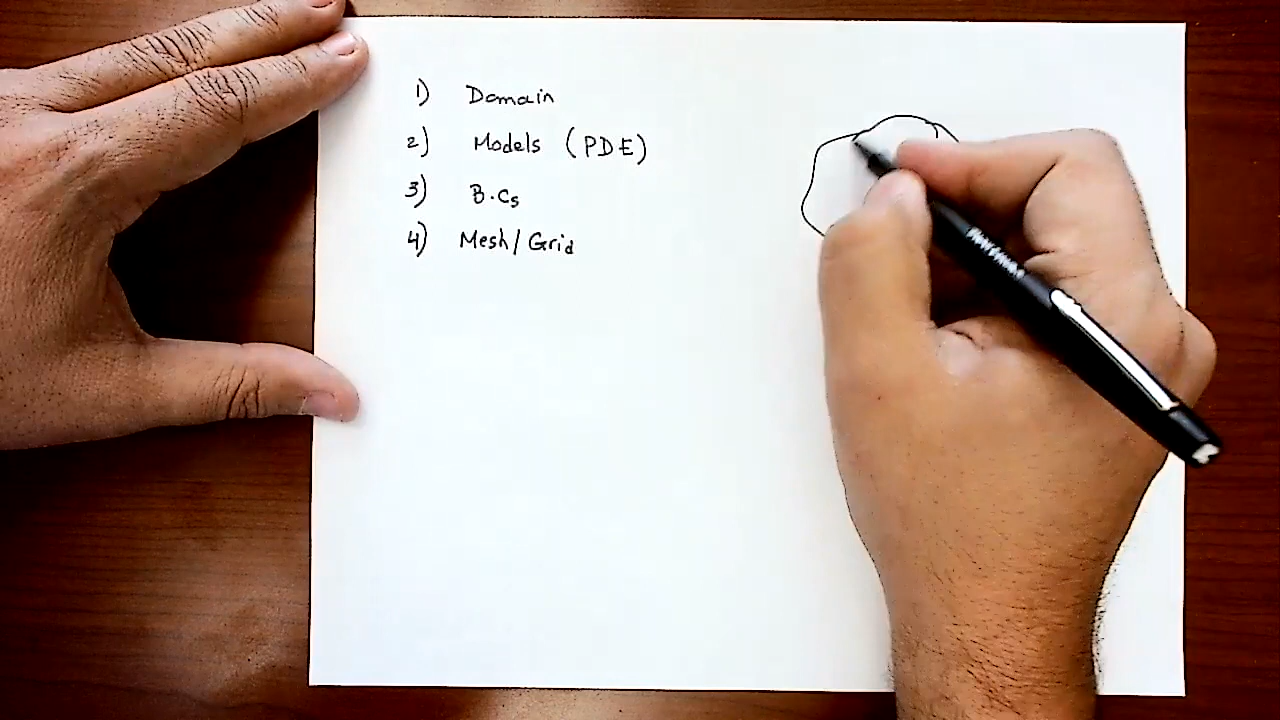 1) Domain
2) Models (PDE)
3) B.Cs
4) Mesh/Grid